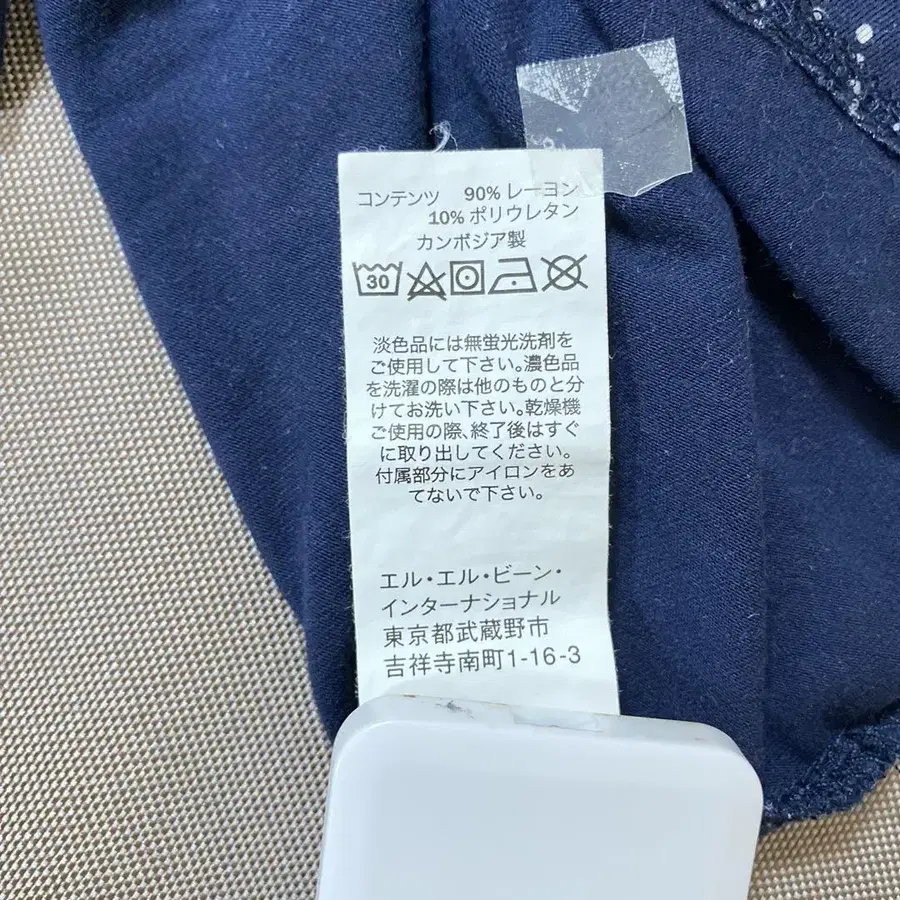 コンテンツ 90% レーヨン
10% ポリウレタン
カンボジア製
30
淡色品には無蛍光洗剤を
ご使用して下さい。濃色品
を洗濯の際は他のものと分
けてお洗い下さい。乾燥機
ご使用の際、終了後はすぐ
に取り出してください。
付属部分にアイロンをあ
てないで下さい。
エル・エル・ビーン・
インターナショナル
東京都武蔵野市
吉祥寺南町1-16-3